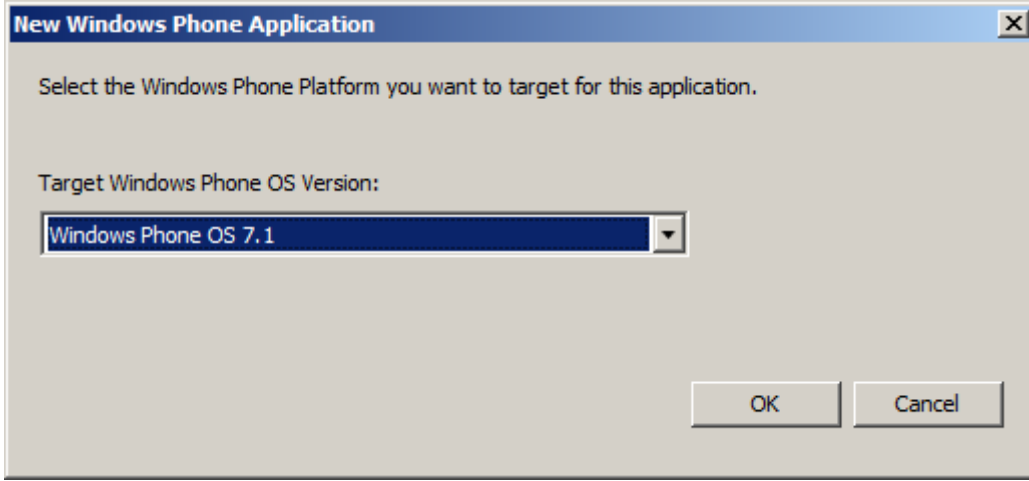 New Windows Phone Application
Select the Windows Phone Platform you want to target for this application.
Target Windows Phone OS Version:
Windows Phone OS 7.1
OK
Cancel